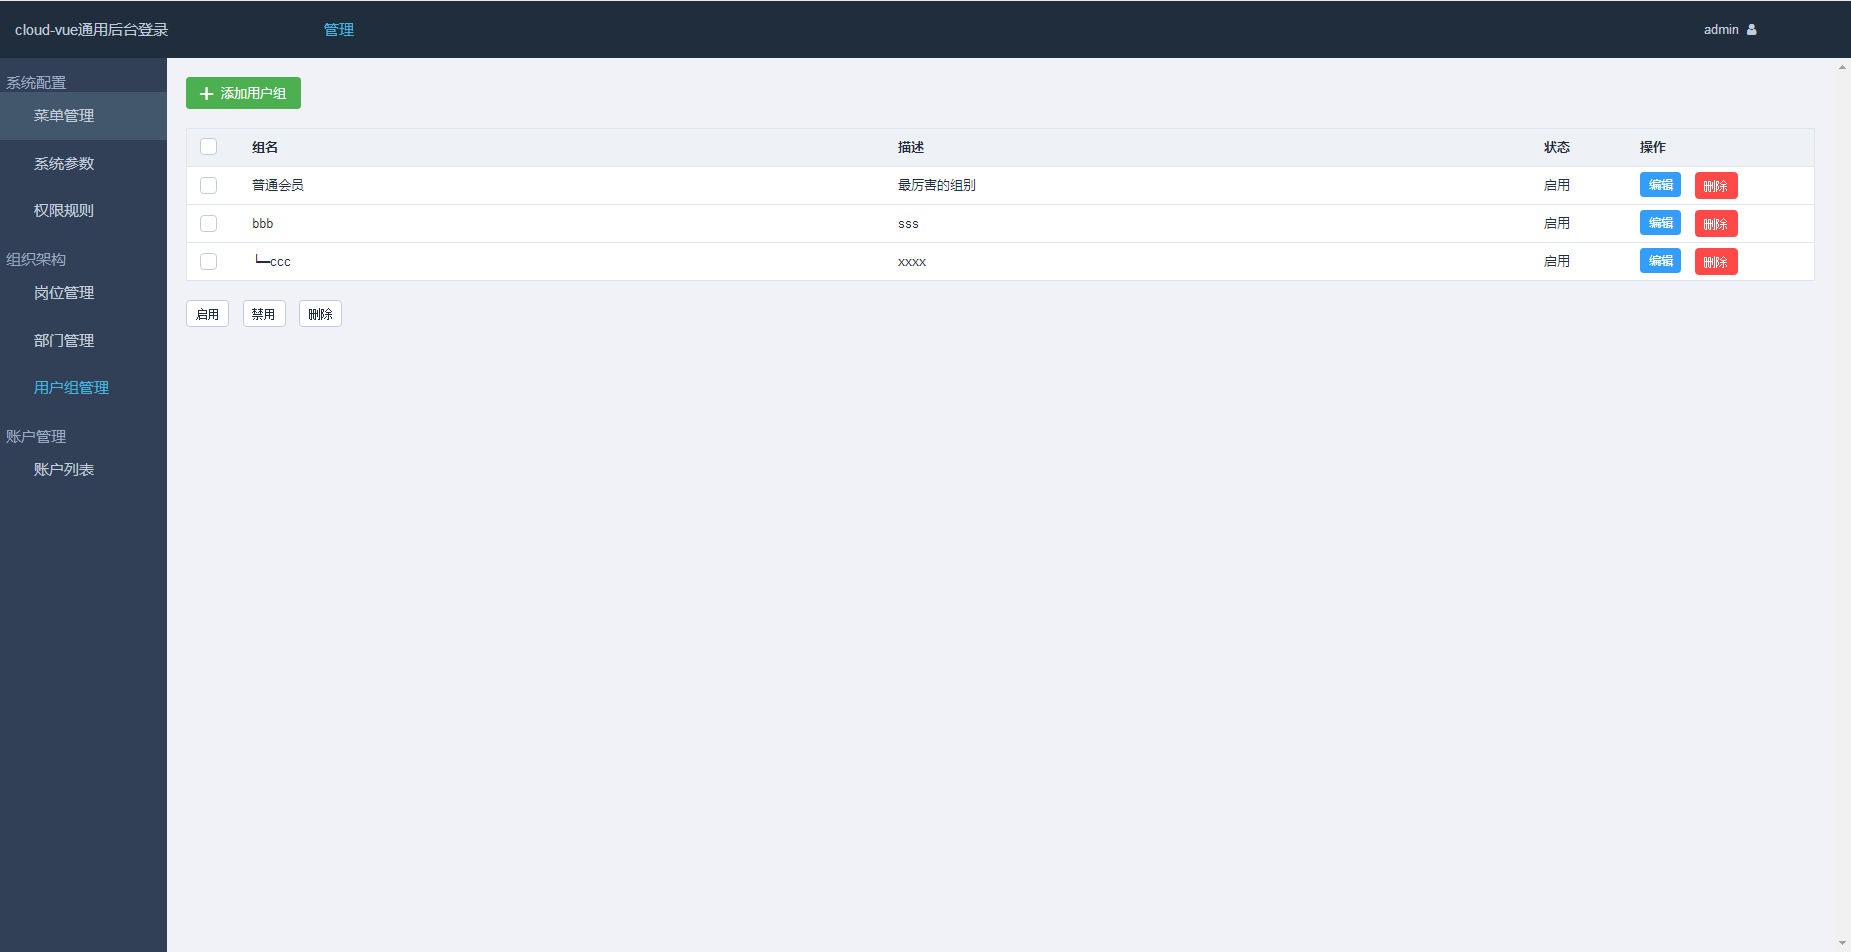 cloud-vue通用后台登录 管理 admin
系统配置
菜单管理
系统参数
权限规则
组织架构
岗位管理
部门管理
用户组管理
账户管理
账户列表
添加用户组
组名 描述 状态 操作
普通会员 最厉害的组别 启用 编辑 删除
bbb sss 启用 编辑 删除
└─ccc xxxx 启用 编辑 删除
启用 禁用 删除